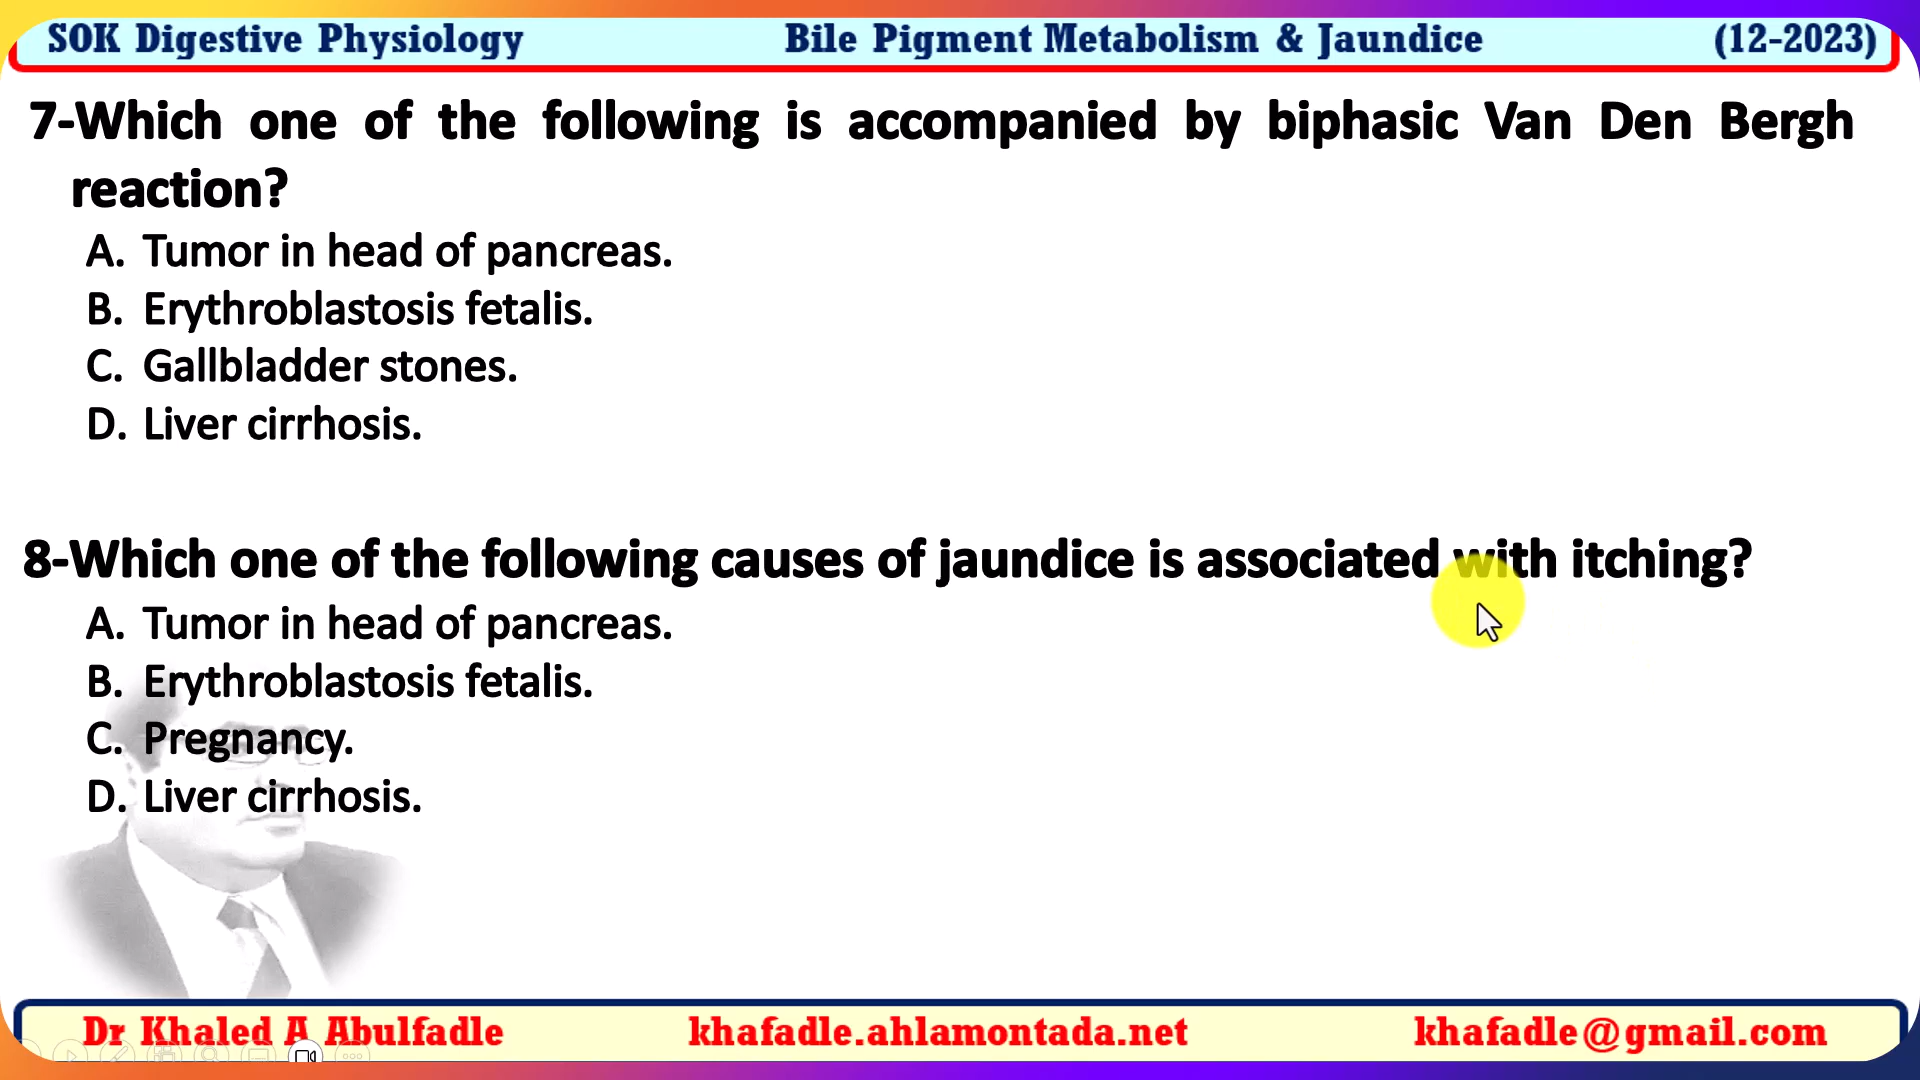 SOK Digestive Physiology Bile Pigment Metabolism & Jaundice (12-2023)
7-Which one of the following is accompanied by biphasic Van Den Bergh
reaction?
A. Tumor in head of pancreas.
B. Erythroblastosis fetalis.
C. Gallbladder stones.
D. Liver cirrhosis.
8-Which one of the following causes of jaundice is associated with itching?
A. Tumor in head of pancreas.
B. Erythroblastosis fetalis.
C. Pregnancy.
D. Liver cirrhosis.
Dr Khaled A Abulfadle khafadle.ahlamontada.net khafadle@gmail.com